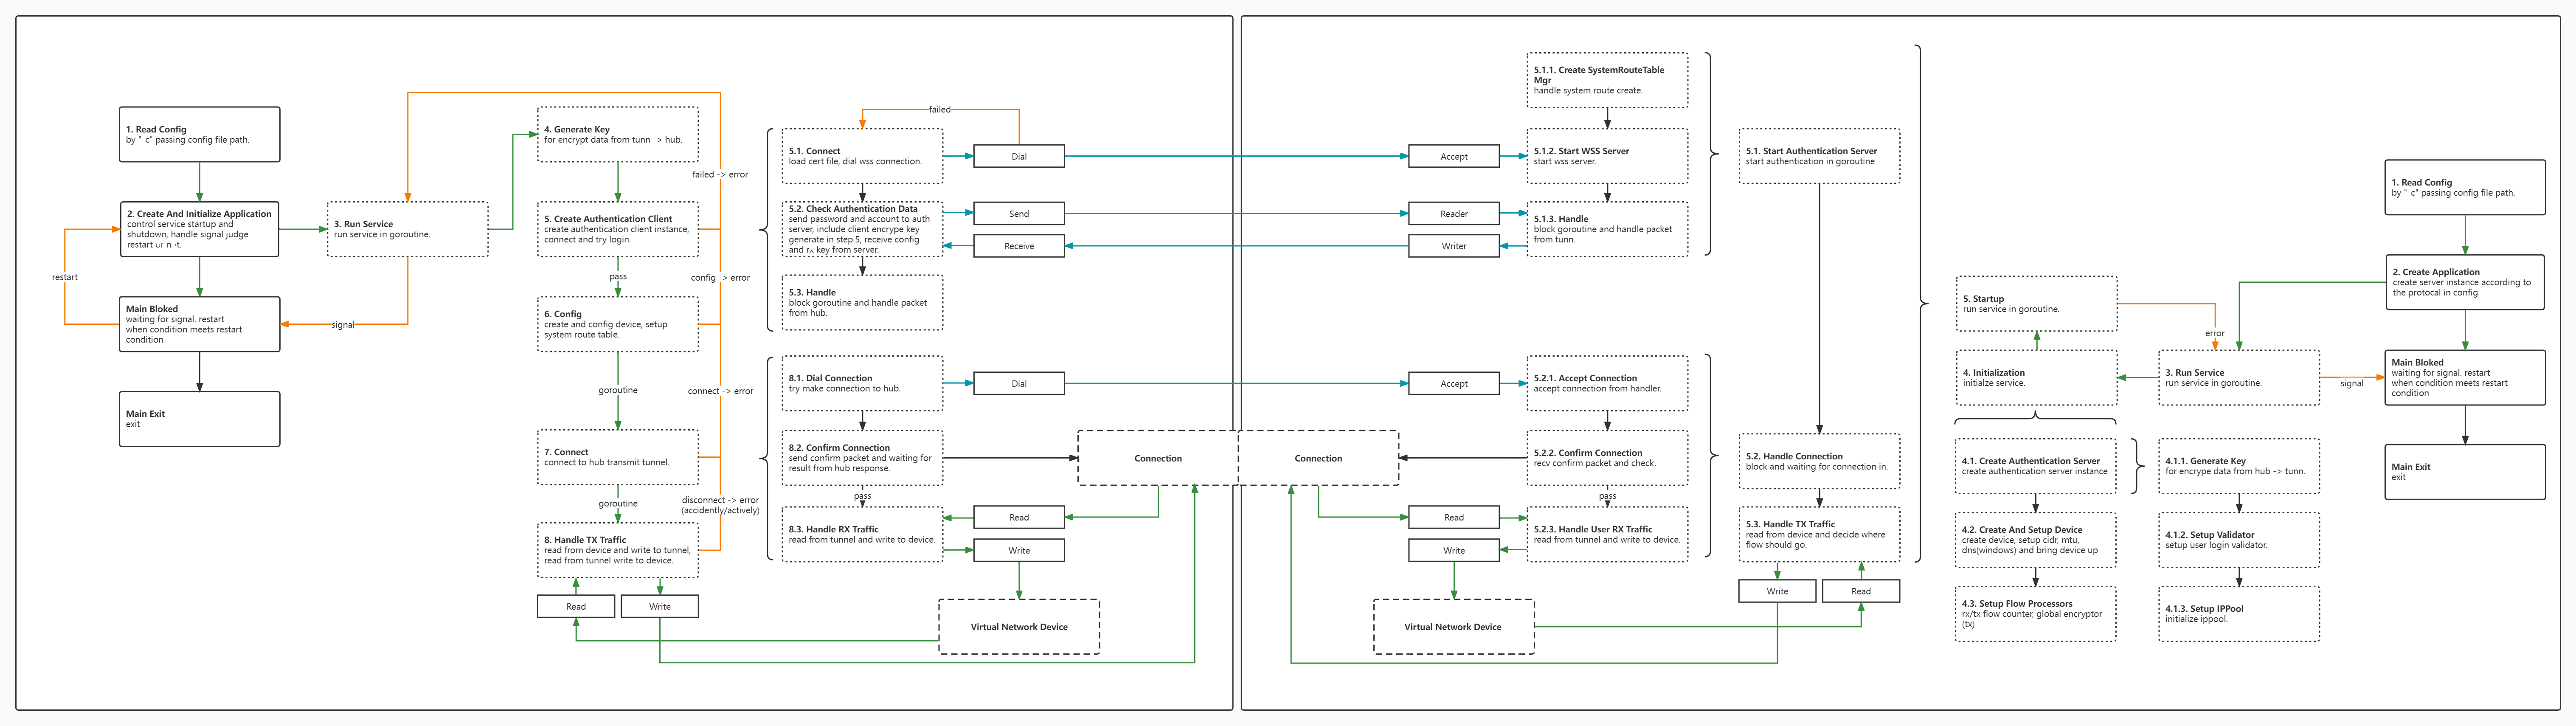 1. Read Config
by "-c" passing config file path.
2. Create And Initialize Application
control service startup and
shutdown, handle signal judge
restart or not.
restart
Main Bloked
waiting for signal. restart
when condition meets restart
condition
Main Exit
exit
3. Run Service
run service in goroutine.
signal
4. Generate Key
for encrypt data from tunn -> hub.
5. Create Authentication Client
create authentication client instance,
connect and try login.
pass
6. Config
create and config device, setup
system route table.
goroutine
7. Connect
connect to hub transmit tunnel.
goroutine
8. Handle TX Traffic
read from device and write to tunnel,
read from tunnel write to device.
Read
Write
failed -> error
config -> error
connect -> error
disconnect -> error
(accidently/actively)
failed
5.1. Connect
load cert file, dial wss connection.
Dial
5.2. Check Authentication Data
send password and account to auth
server, include client encrype key
generate in step.5, receive config
and rx key from server.
Send
Receive
5.3. Handle
block goroutine and handle packet
from hub.
8.1. Dial Connection
try make connection to hub.
Dial
8.2. Confirm Connection
send confirm packet and waiting for
result from hub response.
pass
8.3. Handle RX Traffic
read from tunnel and write to device.
Read
Write
Virtual Network Device
Connection
Connection
Accept
Reader
Writer
Accept
Read
Write
Virtual Network Device
5.1.1. Create SystemRouteTable
Mgr
handle system route create.
5.1.2. Start WSS Server
start wss server.
5.1.3. Handle
block goroutine and handle packet
from tunn.
5.2.1. Accept Connection
accept connection from handler.
5.2.2. Confirm Connection
recv confirm packet and check.
pass
5.2.3. Handle User RX Traffic
read from tunnel and write to device.
5.1. Start Authentication Server
start authentication in goroutine
5.2. Handle Connection
block and waiting for connection in.
5.3. Handle TX Traffic
read from device and decide where
flow should go.
Write
Read
5. Startup
run service in goroutine.
error
4. Initialization
initialze service.
3. Run Service
run service in goroutine.
signal
4.1. Create Authentication Server
create authentication server instance
4.2. Create And Setup Device
create device, setup cidr, mtu,
dns(windows) and bring device up
4.3. Setup Flow Processors
rx/tx flow counter, global encryptor
(tx)
4.1.1. Generate Key
for encrype data from hub -> tunn.
4.1.2. Setup Validator
setup user login validator.
4.1.3. Setup IPPool
initialize ippool.
1. Read Config
by "-c" passing config file path.
2. Create Application
create server instance according to
the protocal in config
Main Bloked
waiting for signal. restart
when condition meets restart
condition
Main Exit
exit